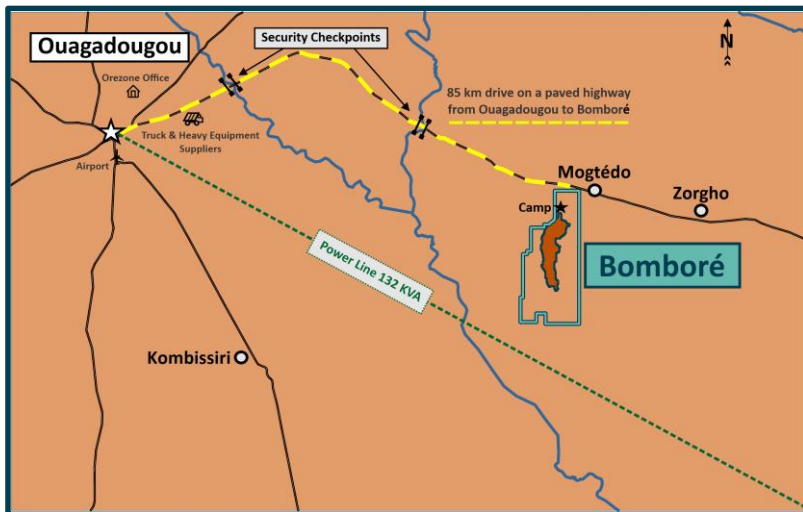 Ouagadougou
Security Checkpoints
N
Orezone Office
85 km drive on a paved highway
from Ouagadougou to Bomboré
Truck & Heavy Equipment
Suppliers
Airport
Mogtédo
Zorgho
Camp
Bomboré
Power Line 132 KVA
Kombissiri